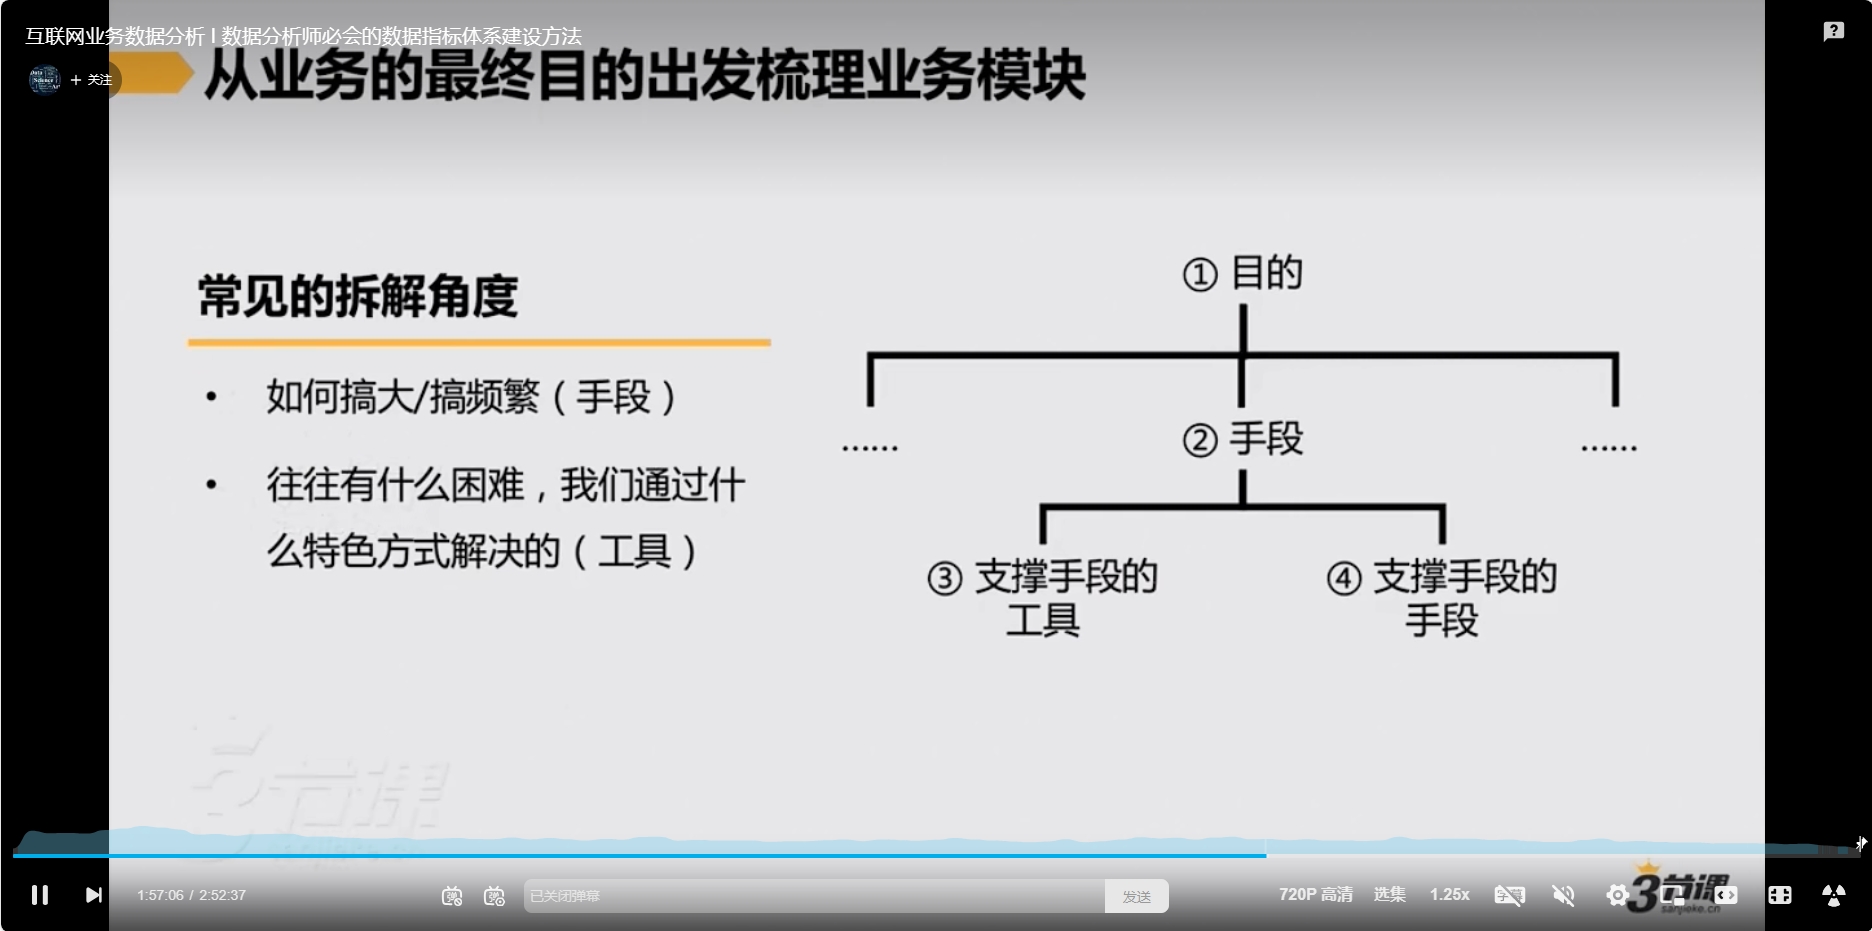 互联网业务数据分析 | 数据分析师必会的数据指标体系建设方法
+ 关注
从业务的最终目的出发梳理业务模块
常见的拆解角度
• 如何搞大/搞频繁（手段）
• 往往有什么困难，我们通过什
么特色方式解决的（工具）
① 目的
……
② 手段
……
③ 支撑手段的
工具
④ 支撑手段的
手段
3节课
1:57:06 / 2:52:37
已关闭弹幕
发送
720P 高清
选集
1.25x
字幕
3节课
sanjieke.cn